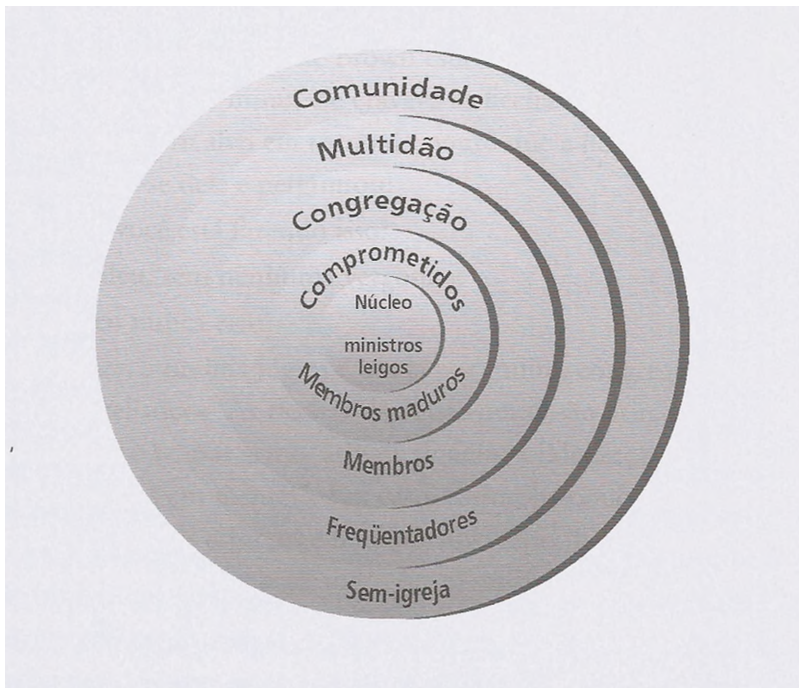 Comunidade
Multidão
Congregação
Comprometidos
Núcleo
ministros
leigos
Membros maduros
Membros
Freqüentadores
Sem-igreja